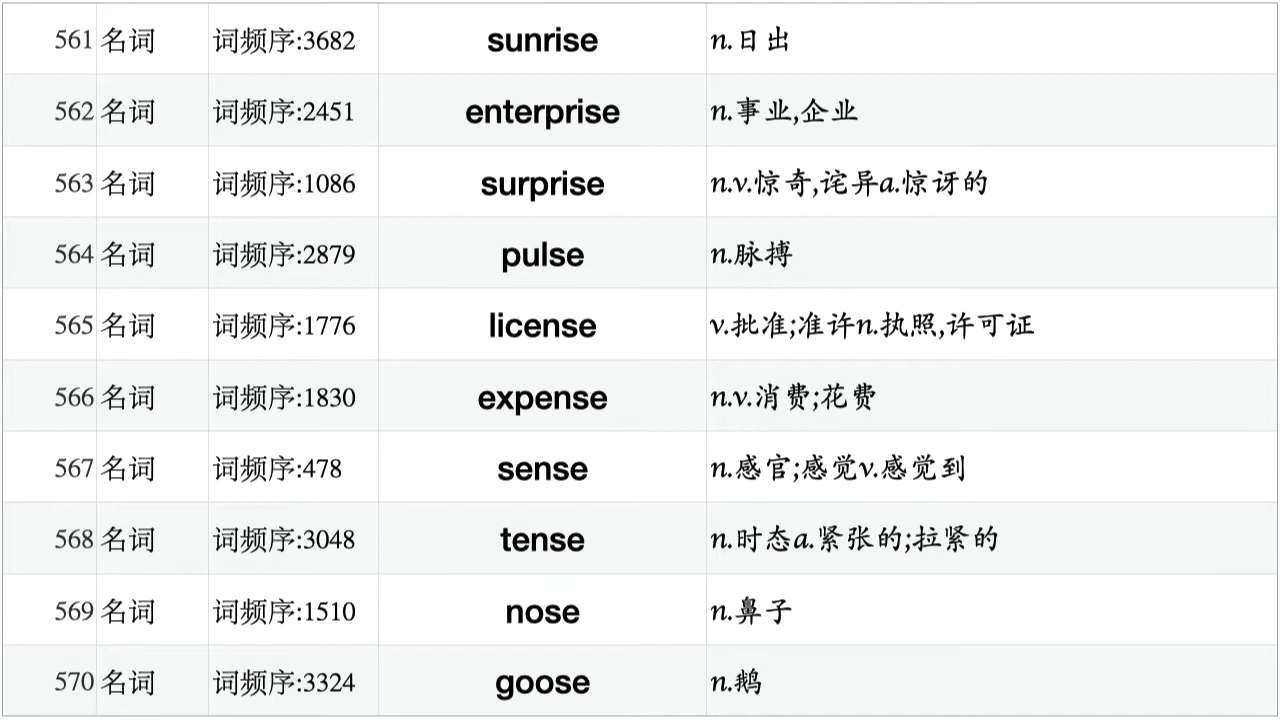 561 名词 词频序:3682 sunrise n.日出
562 名词 词频序:2451 enterprise n.事业,企业
563 名词 词频序:1086 surprise n.v.惊奇,诧异a.惊讶的
564 名词 词频序:2879 pulse n.脉搏
565 名词 词频序:1776 license v.批准;准许n.执照,许可证
566 名词 词频序:1830 expense n.v.消费;花费
567 名词 词频序:478 sense n.感官;感觉v.感觉到
568 名词 词频序:3048 tense n.时态a.紧张的;拉紧的
569 名词 词频序:1510 nose n.鼻子
570 名词 词频序:3324 goose n.鹅